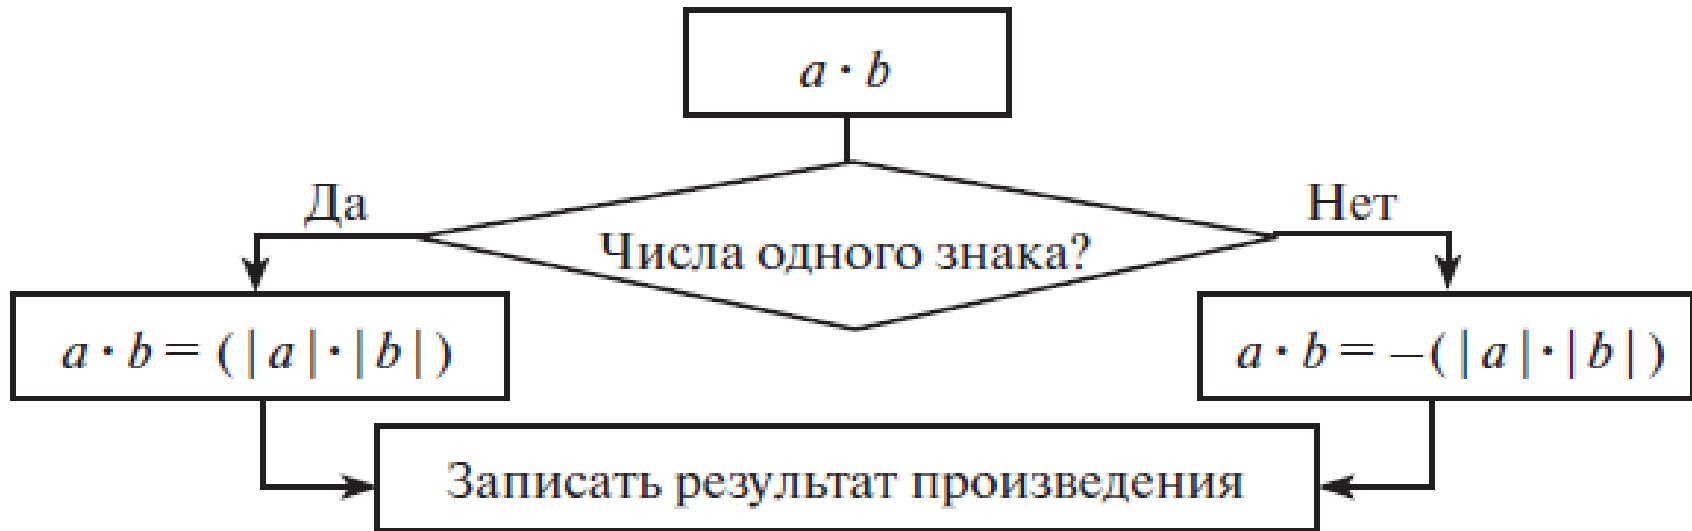 a · b
Да
Нет
Числа одного знака?
a · b = (|a|·|b|)
a · b = –(|a|·|b|)
Записать результат произведения